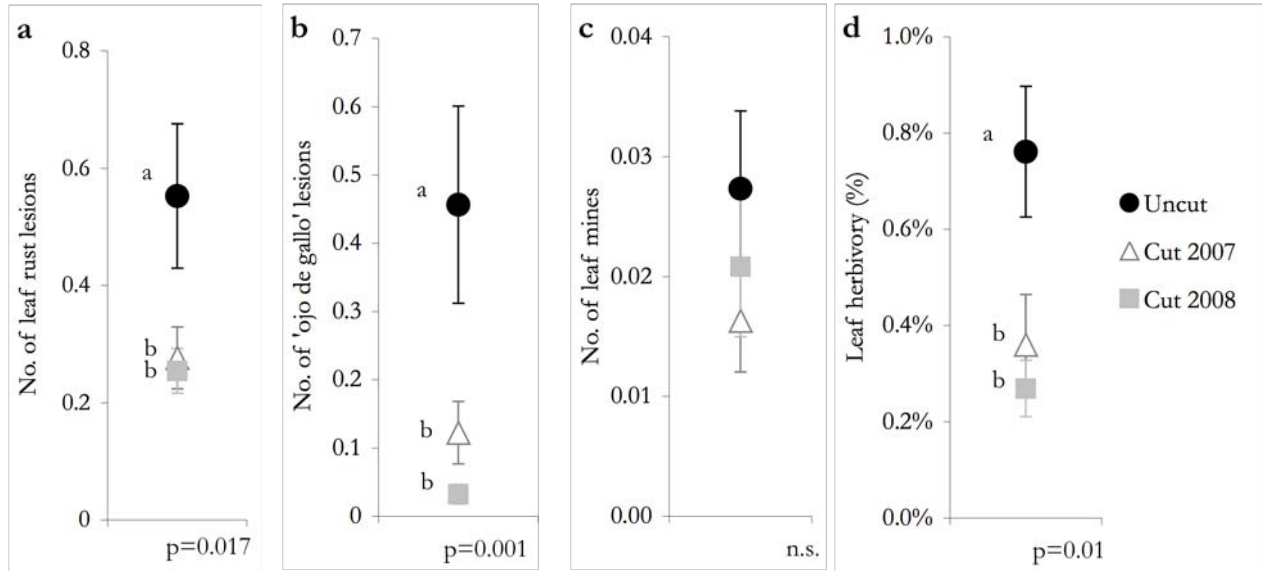 a
No. of leaf rust lesions
0.8
0.6
0.4
0.2
0
a
b
b
p=0.017
b
No. of 'ojo de gallo' lesions
0.7
0.6
0.5
0.4
0.3
0.2
0.1
0
a
b
b
p=0.001
c
No. of leaf mines
0.04
0.03
0.02
0.01
0.00
n.s.
d
Leaf herbivory (%)
1.0%
0.8%
0.6%
0.4%
0.2%
0.0%
a
b
b
p=0.01
Uncut
Cut 2007
Cut 2008